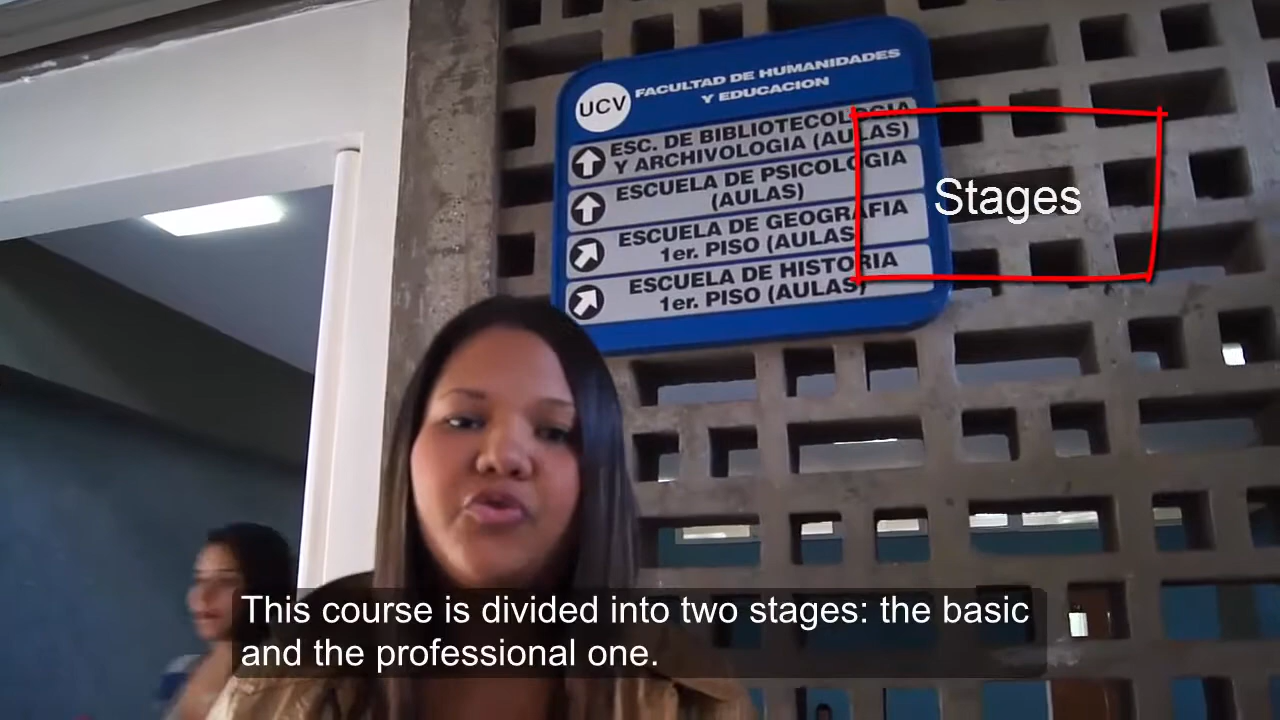 UCV
FACULTAD DE HUMANIDADES
Y EDUCACION
ESC. DE BIBLIOTECOLOGIA
Y ARCHIVOLOGIA (AULAS)
ESCUELA DE PSICOLOGIA
(AULAS)
ESCUELA DE GEOGRAFIA
1er. PISO (AULAS
ESCUELA DE HISTORIA
1er. PISO (AULAS)
Stages
This course is divided into two stages: the basic
and the professional one.